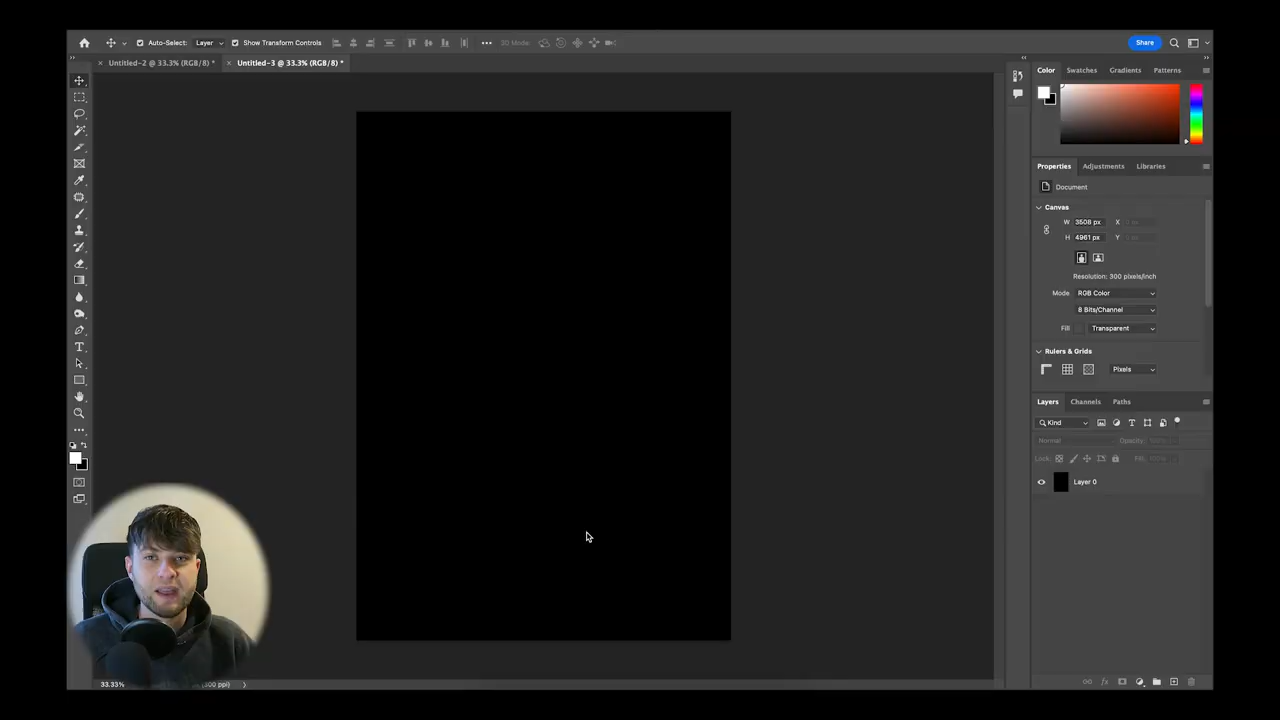 Auto-Select: Layer Show Transform Controls 3D Mode: Share
Untitled-2 @ 33.3% (RGB/8) * Untitled-3 @ 33.3% (RGB/8) *
Color Swatches Gradients Patterns
Properties Adjustments Libraries
Document
Canvas
W 3508 px X
H 4961 px Y
Resolution: 300 pixels/inch
Mode RGB Color
8 Bits/Channel
Fill Transparent
Rulers & Grids
Pixels
Layers Channels Paths
Kind
Normal Opacity: 100%
Lock: Fill: 100%
Layer 0
33.33% ppi)